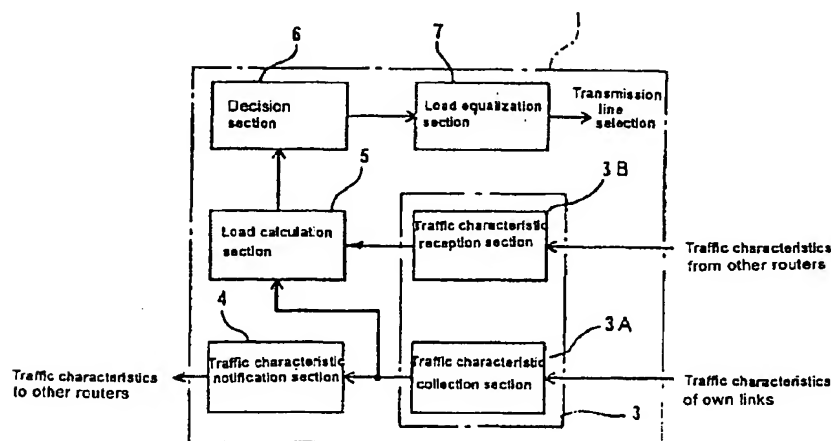 1
6
7
Decision
section
Load equalization
section
Transmission
line
selection
5
3B
Load calculation
section
Traffic characteristic
reception section
Traffic characteristics
from other routers
4
3A
Traffic characteristic
notification section
Traffic characteristic
collection section
Traffic characteristics
to other routers
Traffic characteristics
of own links
3